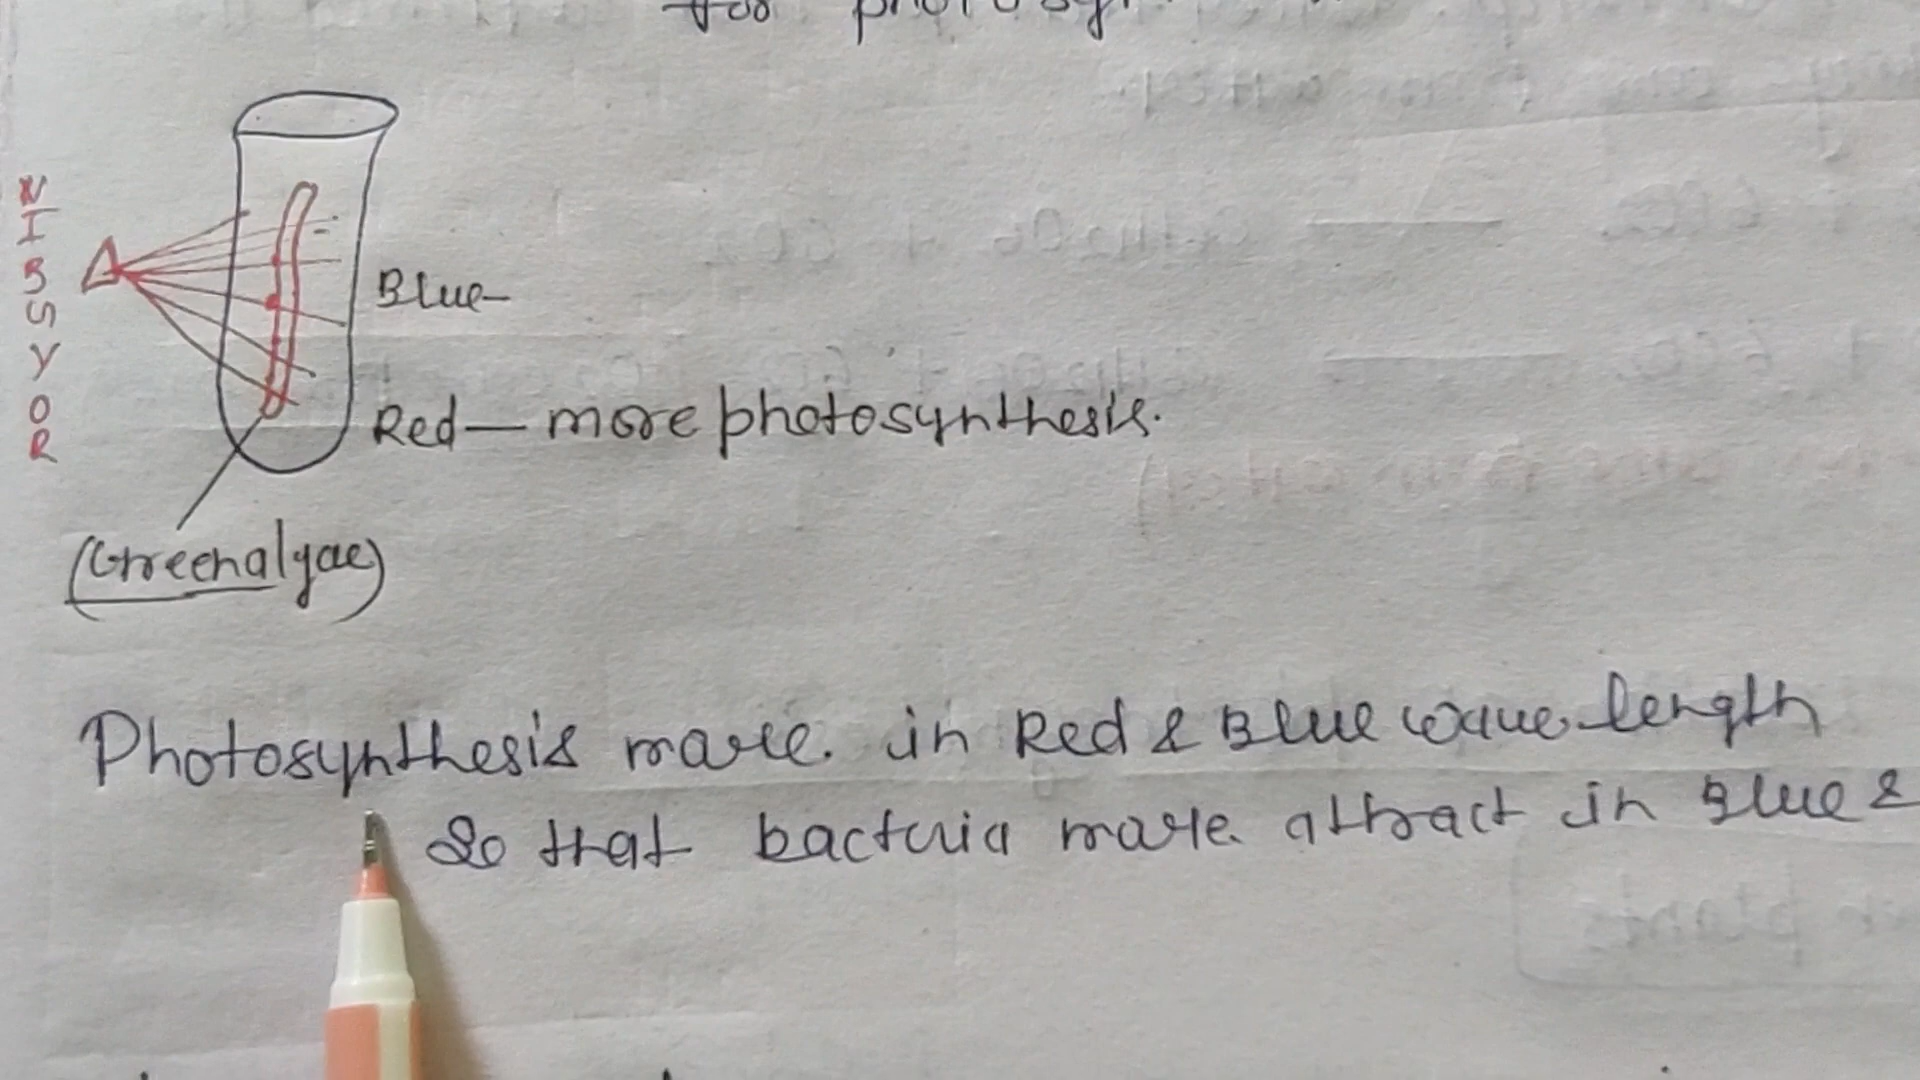 for
V
I
B
G
Y
O
R
Blue-
Red — more photosynthesis.
(Greenalgae)
Photosynthesis more. in Red & Blue wave length
So that bacteria more attract in Blue &